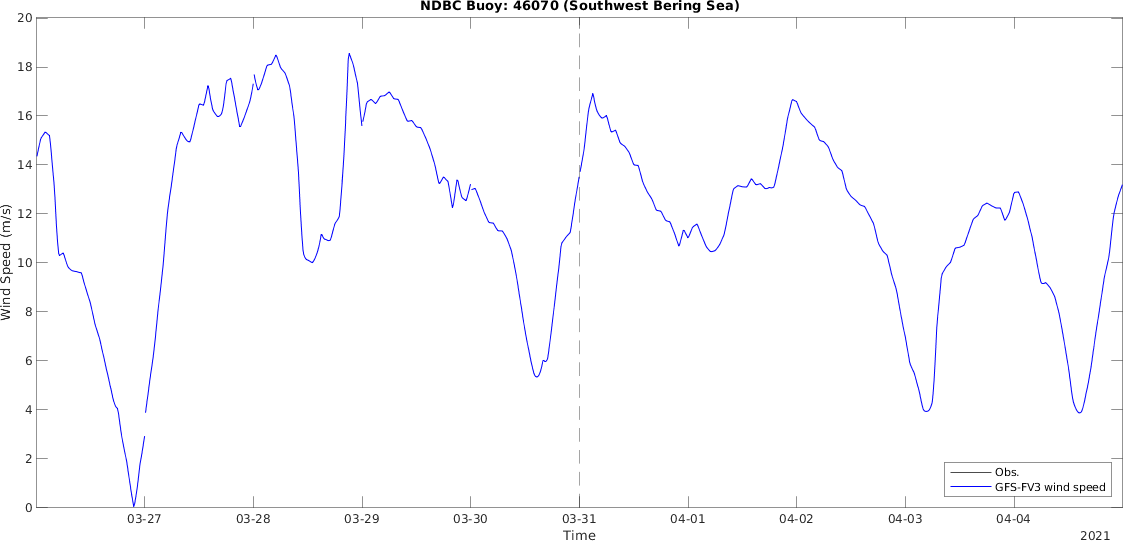 NDBC Buoy: 46070 (Southwest Bering Sea)
20
18
16
14
12
10
8
6
4
2
0
Wind Speed (m/s)
Obs.
GFS-FV3 wind speed
03-27 03-28 03-29 03-30 03-31 04-01 04-02 04-03 04-04
Time
2021